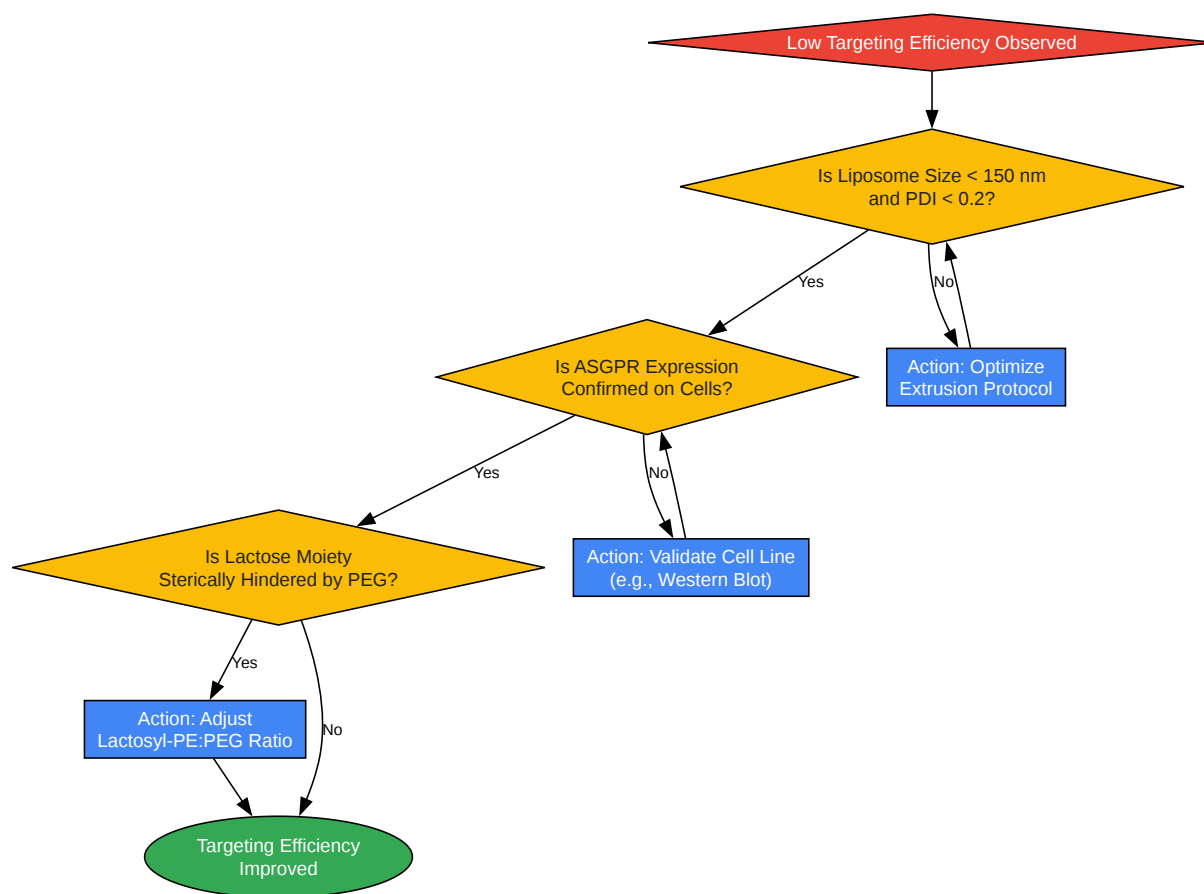 Low Targeting Efficiency Observed
Is Liposome Size < 150 nm
and PDI < 0.2?
Yes
No
Is ASGPR Expression
Confirmed on Cells?
Action: Optimize
Extrusion Protocol
Yes
No
Is Lactose Moiety
Sterically Hindered by PEG?
Action: Validate Cell Line
(e.g., Western Blot)
Yes
Action: Adjust
Lactosyl-PE:PEG Ratio
No
Targeting Efficiency
Improved